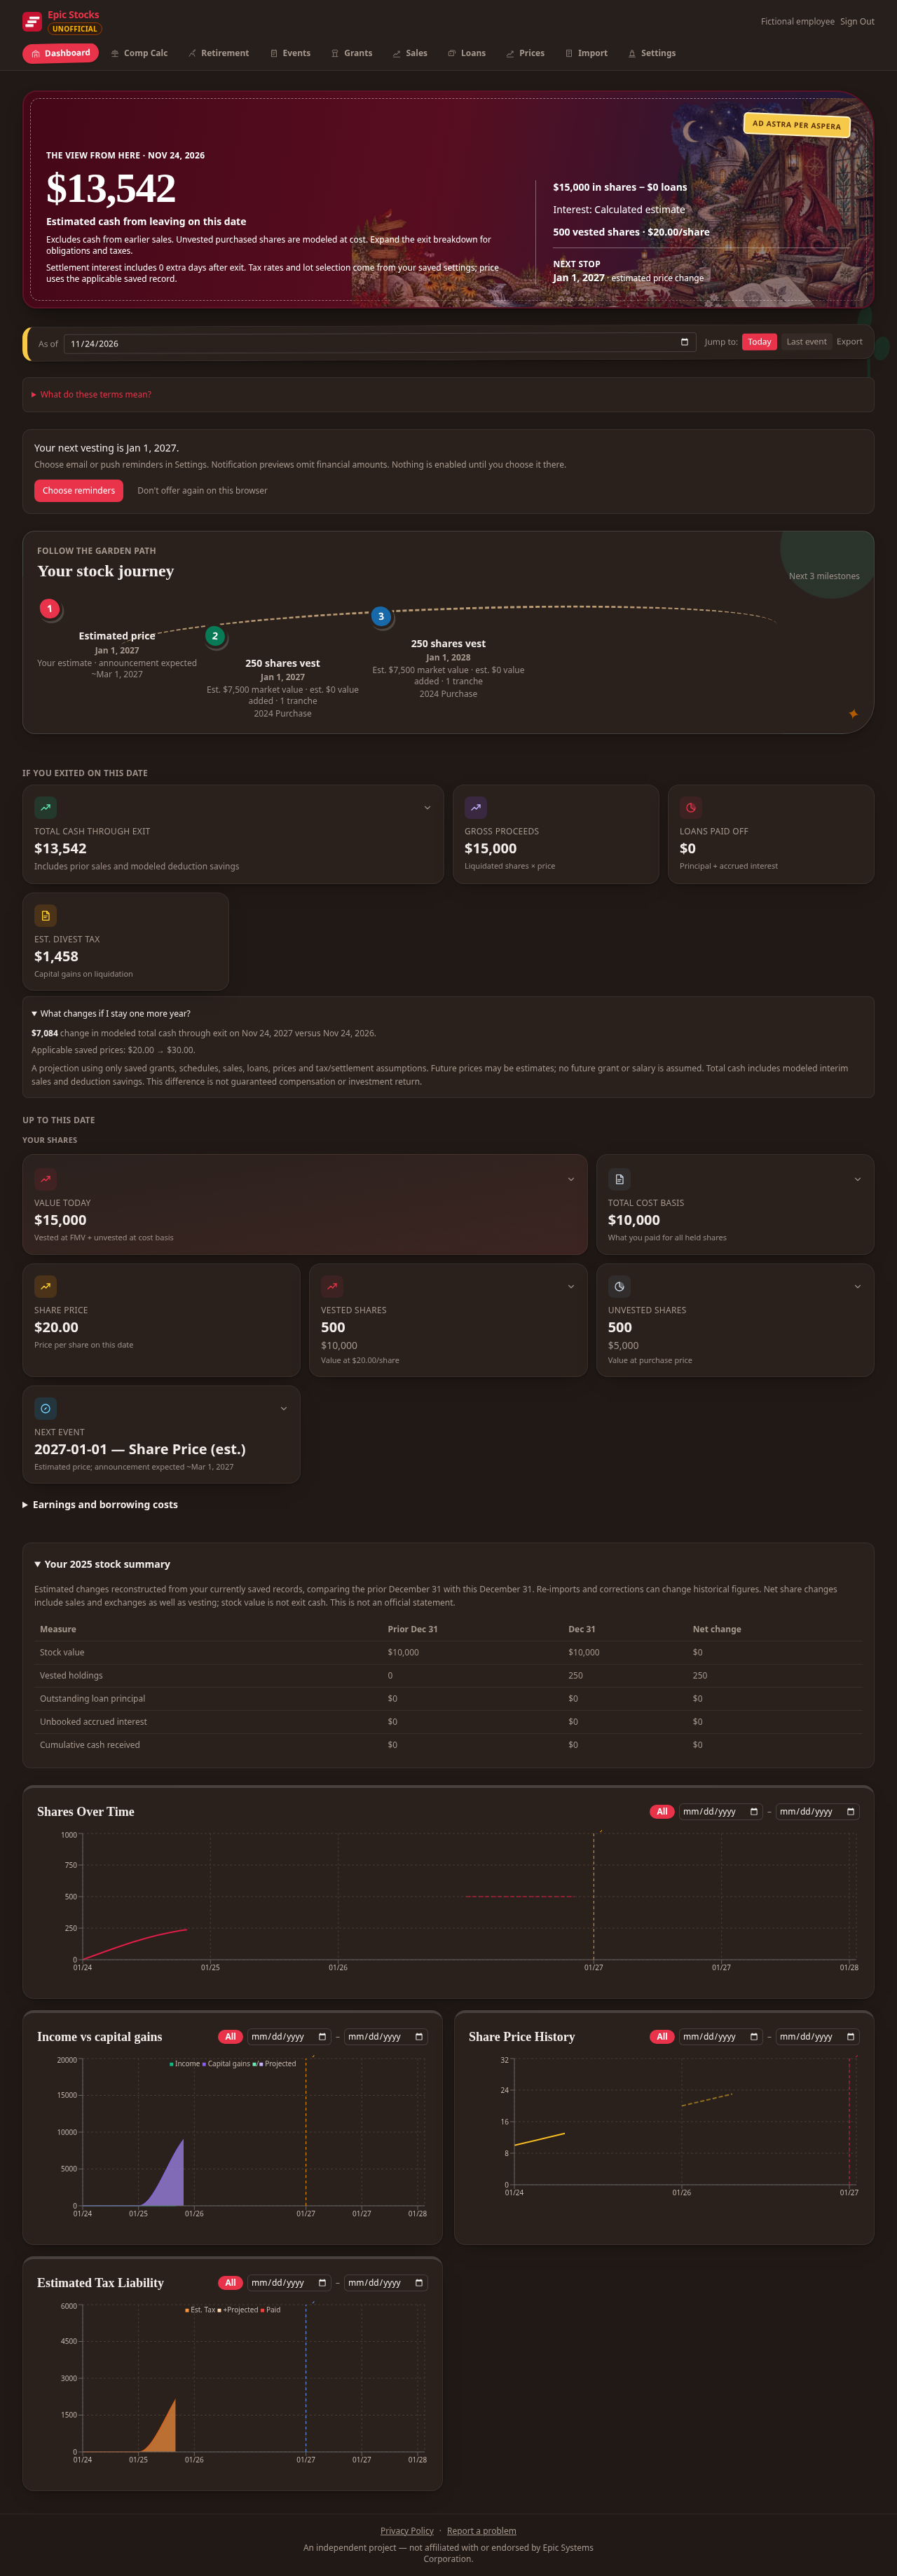 Epic Stocks
UNOFFICIAL
Fictional employee Sign Out
Dashboard Comp Calc Retirement Events Grants Sales Loans Prices Import Settings
AD ASTRA PER ASPERA
THE VIEW FROM HERE · NOV 24, 2026
$13,542
Estimated cash from leaving on this date
Excludes cash from earlier sales. Unvested purchased shares are modeled at cost. Expand the exit breakdown for
obligations and taxes.
Settlement interest includes 0 extra days after exit. Tax rates and lot selection come from your saved settings; price
uses the applicable saved record.
$15,000 in shares − $0 loans
Interest: Calculated estimate
500 vested shares · $20.00/share
NEXT STOP
Jan 1, 2027 · estimated price change
As of 11/24/2026 Jump to: Today Last event Export
What do these terms mean?
Your next vesting is Jan 1, 2027.
Choose email or push reminders in Settings. Notification previews omit financial amounts. Nothing is enabled until you choose it there.
Choose reminders Don't offer again on this browser
FOLLOW THE GARDEN PATH
Your stock journey
Next 3 milestones
1
Estimated price
Jan 1, 2027
Your estimate · announcement expected
~Mar 1, 2027
2
250 shares vest
Jan 1, 2027
Est. $7,500 market value · est. $0 value
added · 1 tranche
2024 Purchase
3
250 shares vest
Jan 1, 2028
Est. $7,500 market value · est. $0 value
added · 1 tranche
2024 Purchase
IF YOU EXITED ON THIS DATE
TOTAL CASH THROUGH EXIT
$13,542
Includes prior sales and modeled deduction savings
GROSS PROCEEDS
$15,000
Liquidated shares × price
LOANS PAID OFF
$0
Principal + accrued interest
EST. DIVEST TAX
$1,458
Capital gains on liquidation
What changes if I stay one more year?
$7,084 change in modeled total cash through exit on Nov 24, 2027 versus Nov 24, 2026.
Applicable saved prices: $20.00 → $30.00.
A projection using only saved grants, schedules, sales, loans, prices and tax/settlement assumptions. Future prices may be estimates; no future grant or salary is assumed. Total cash includes modeled interim
sales and deduction savings. This difference is not guaranteed compensation or investment return.
UP TO THIS DATE
YOUR SHARES
VALUE TODAY
$15,000
Vested at FMV + unvested at cost basis
TOTAL COST BASIS
$10,000
What you paid for all held shares
SHARE PRICE
$20.00
Price per share on this date
VESTED SHARES
500
$10,000
Value at $20.00/share
UNVESTED SHARES
500
$5,000
Value at purchase price
NEXT EVENT
2027-01-01 — Share Price (est.)
Estimated price; announcement expected ~Mar 1, 2027
Earnings and borrowing costs
Your 2025 stock summary
Estimated changes reconstructed from your currently saved records, comparing the prior December 31 with this December 31. Re-imports and corrections can change historical figures. Net share changes
include sales and exchanges as well as vesting; stock value is not exit cash. This is not an official statement.
Measure Prior Dec 31 Dec 31 Net change
Stock value $10,000 $10,000 $0
Vested holdings 0 250 250
Outstanding loan principal $0 $0 $0
Unbooked accrued interest $0 $0 $0
Cumulative cash received $0 $0 $0
Shares Over Time
All mm/dd/yyyy – mm/dd/yyyy
1000
750
500
250
0
01/24 01/25 01/26 01/27 01/27 01/28
Income vs capital gains
All mm/dd/yyyy – mm/dd/yyyy
Income Capital gains / Projected
20000
15000
10000
5000
0
01/24 01/25 01/26 01/27 01/27 01/28
Share Price History
All mm/dd/yyyy – mm/dd/yyyy
32
24
16
8
0
01/24 01/26 01/27
Estimated Tax Liability
All mm/dd/yyyy – mm/dd/yyyy
Est. Tax +Projected Paid
6000
4500
3000
1500
0
01/24 01/25 01/26 01/27 01/27 01/28
Privacy Policy · Report a problem
An independent project — not affiliated with or endorsed by Epic Systems
Corporation.